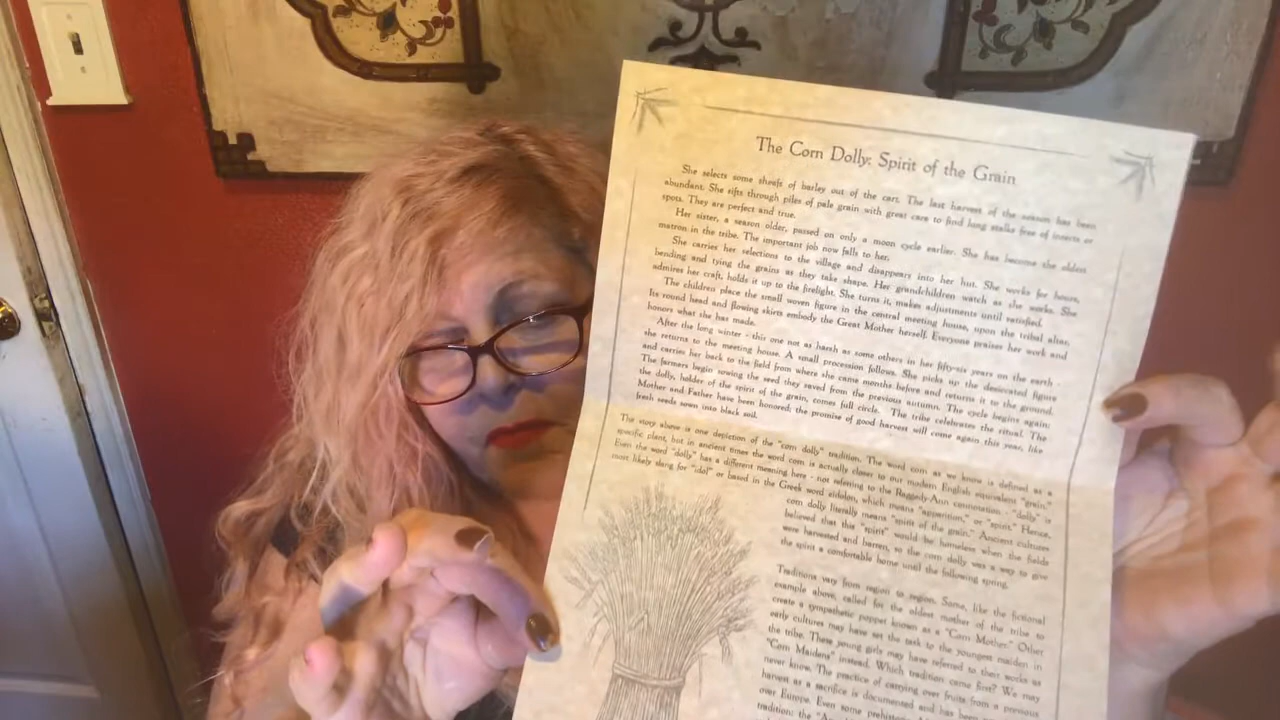 The Corn Dolly: Spirit of the Grain
She selects some sheafs of barley out of the cart. The last harvest of the season has been
abundant. She sifts through piles of pale grain with great care to find long stalks free of insects or
spots. They are perfect and true.
Her sister, a season older, passed on only a moon cycle earlier. She has become the oldest
matron in the tribe. The important job now falls to her.
She carries her selections to the village and disappears into her hut. She works for hours,
bending and tying the grains as they take shape. Her grandchildren watch as she works. She
admires her craft, holds it up to the firelight. She turns it, makes adjustments until satisfied.
The children place the small woven figure in the central meeting house, upon the tribal altar.
Its round head and flowing skirts embody the Great Mother herself. Everyone praises her work and
honors what she has made.
After the long winter - this one not as harsh as some others in her fifty-six years on the earth -
she returns to the meeting house. A small procession follows. She picks up the desiccated figure
and carries her back to the field from where she came months before and returns it to the ground.
The farmers begin sowing the seed they saved from the previous autumn. The cycle begins again:
the dolly, holder of the spirit of the grain, comes full circle. The tribe celebrates the ritual. The
Mother and Father have been honored; the promise of good harvest will come again this year, like
fresh seeds sown into black soil.
The story above is one depiction of the "corn dolly" tradition. The word corn as we know is defined as a
specific plant, but in ancient times the word corn is actually closer to our modern English equivalent "grain."
Even the word "dolly" has a different meaning here - not referring to the Raggedy-Ann connotation - "dolly" is
most likely slang for "idol" or based in the Greek word eidolon, which means "apparition," or "spirit." Hence,
corn dolly literally means "spirit of the grain." Ancient cultures
believed that this "spirit" would be homeless when the fields
were harvested and barren, so the corn dolly was a way to give
the spirit a comfortable home until the following spring.
Traditions vary from region to region. Some, like the fictional
example above, called for the oldest mother of the tribe to
create a sympathetic poppet known as a "Corn Mother." Other
early cultures may have set the task to the youngest maiden in
the tribe. These young girls may have referred to their works as
"Corn Maidens" instead. Which tradition came first? We may
never know. The practice of carrying over fruits from a previous
harvest as a sacrifice is documented and has been
over Europe. Even some prehistoric
tradition: the